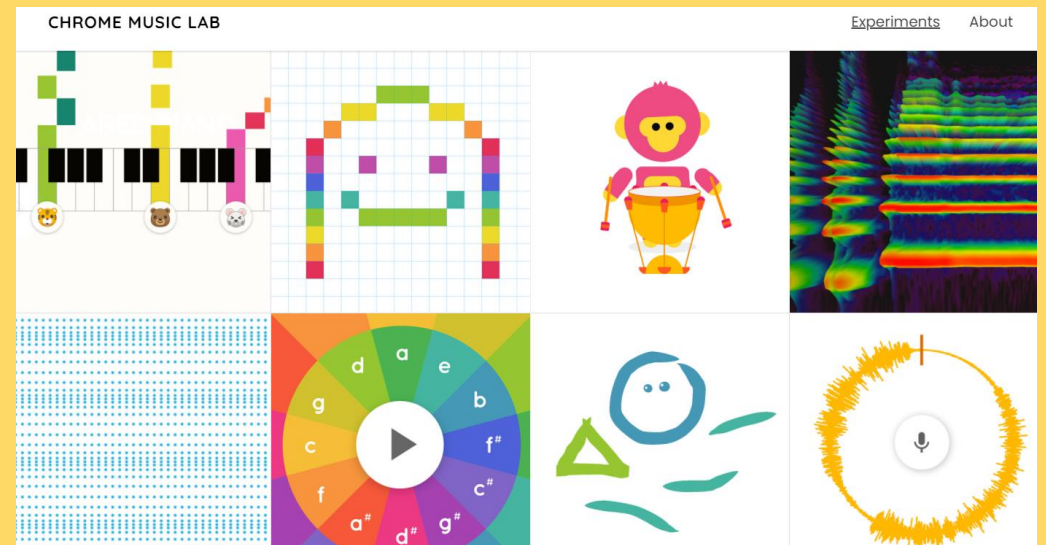 CHROME MUSIC LAB
Experiments About
a
d e
g b
c f#
f c#
a# g#
d#